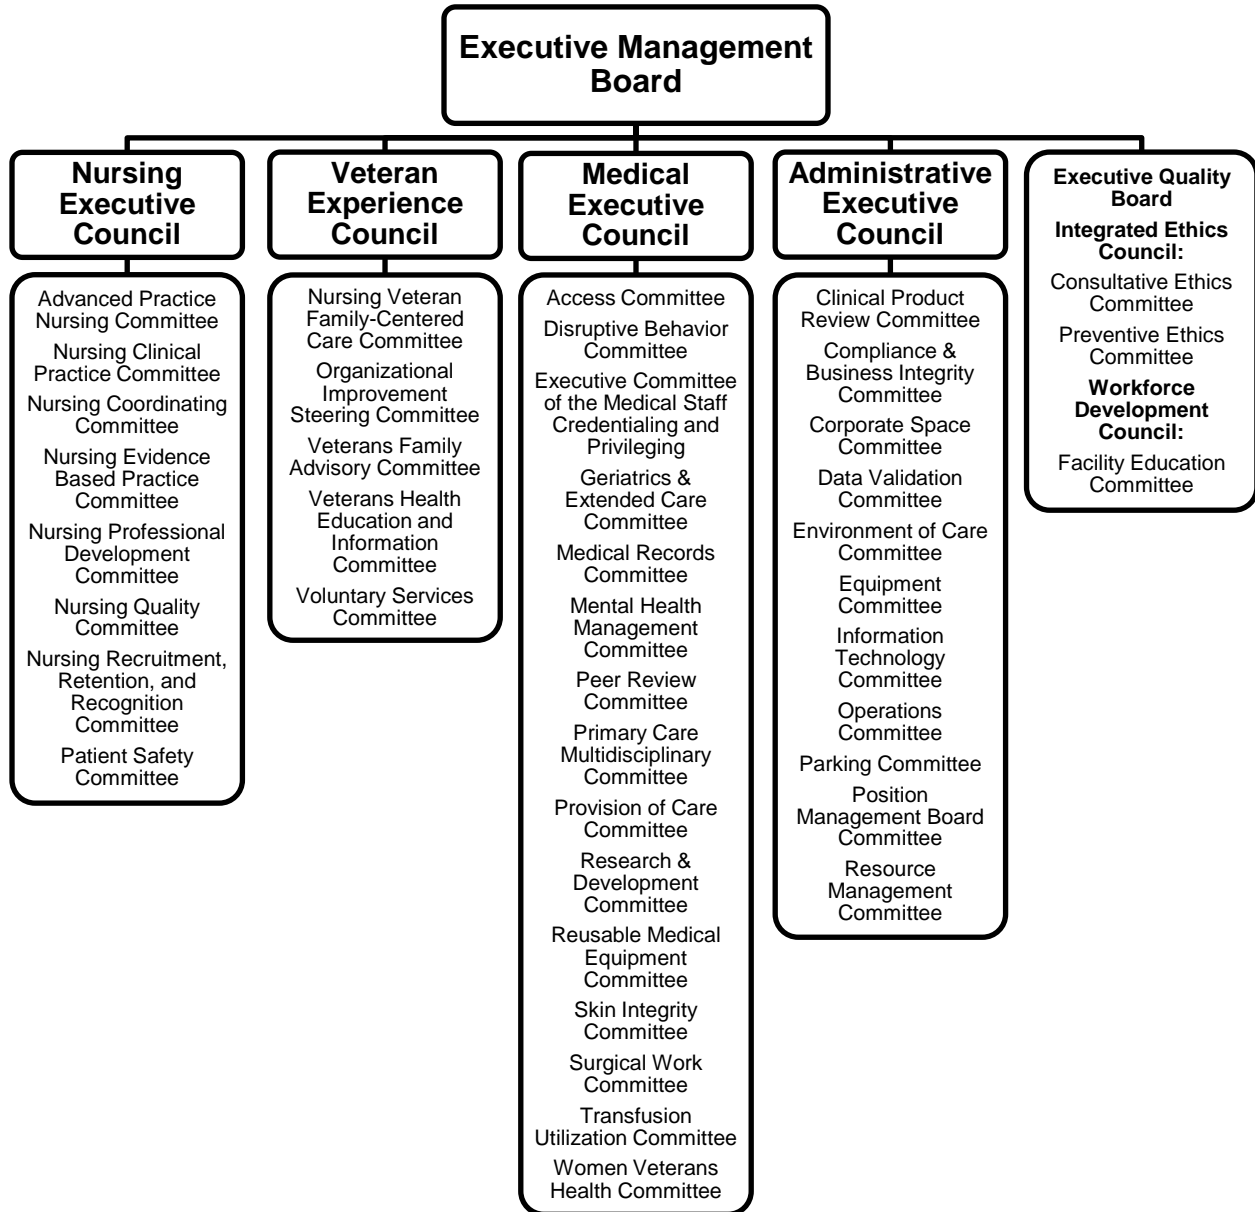 Executive Management
Board
Nursing
Executive
Council
Advanced Practice
Nursing Committee
Nursing Clinical
Practice Committee
Nursing Coordinating
Committee
Nursing Evidence
Based Practice
Committee
Nursing Professional
Development
Committee
Nursing Quality
Committee
Nursing Recruitment,
Retention, and
Recognition
Committee
Patient Safety
Committee
Veteran
Experience
Council
Nursing Veteran
Family-Centered
Care Committee
Organizational
Improvement
Steering Committee
Veterans Family
Advisory Committee
Veterans Health
Education and
Information
Committee
Voluntary Services
Committee
Medical
Executive
Council
Access Committee
Disruptive Behavior
Committee
Executive Committee
of the Medical Staff
Credentialing and
Privileging
Geriatrics &
Extended Care
Committee
Medical Records
Committee
Mental Health
Management
Committee
Peer Review
Committee
Primary Care
Multidisciplinary
Committee
Provision of Care
Committee
Research &
Development
Committee
Reusable Medical
Equipment
Committee
Skin Integrity
Committee
Surgical Work
Committee
Transfusion
Utilization Committee
Women Veterans
Health Committee
Administrative
Executive
Council
Clinical Product
Review Committee
Compliance &
Business Integrity
Committee
Corporate Space
Committee
Data Validation
Committee
Environment of Care
Committee
Equipment
Committee
Information
Technology
Committee
Operations
Committee
Parking Committee
Position
Management Board
Committee
Resource
Management
Committee
Executive Quality
Board
Integrated Ethics
Council:
Consultative Ethics
Committee
Preventive Ethics
Committee
Workforce
Development
Council:
Facility Education
Committee